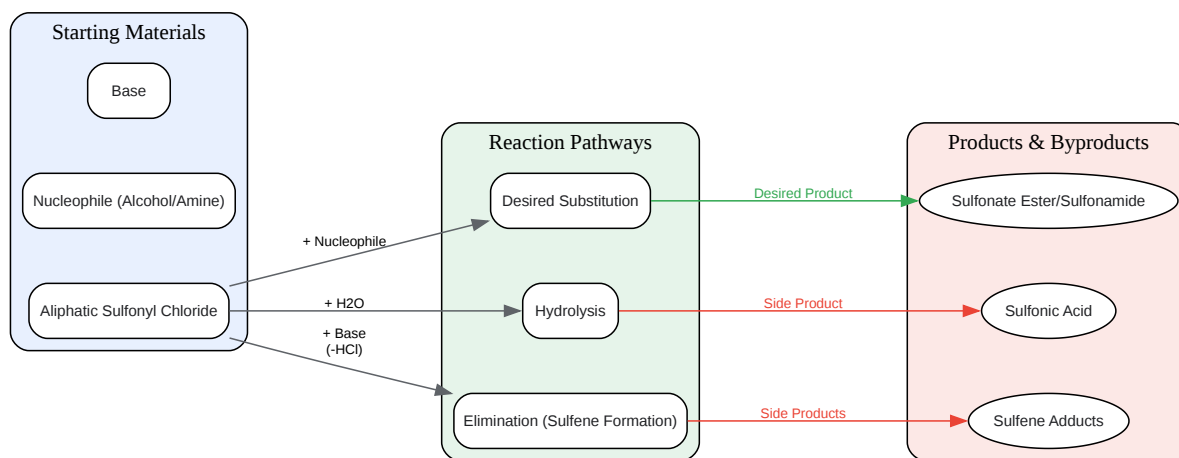 Starting Materials
Base
Nucleophile (Alcohol/Amine)
Aliphatic Sulfonyl Chloride
+ Nucleophile
+ H2O
+ Base
(-HCl)
Reaction Pathways
Desired Substitution
Hydrolysis
Elimination (Sulfene Formation)
Desired Product
Side Product
Side Products
Products & Byproducts
Sulfonate Ester/Sulfonamide
Sulfonic Acid
Sulfene Adducts